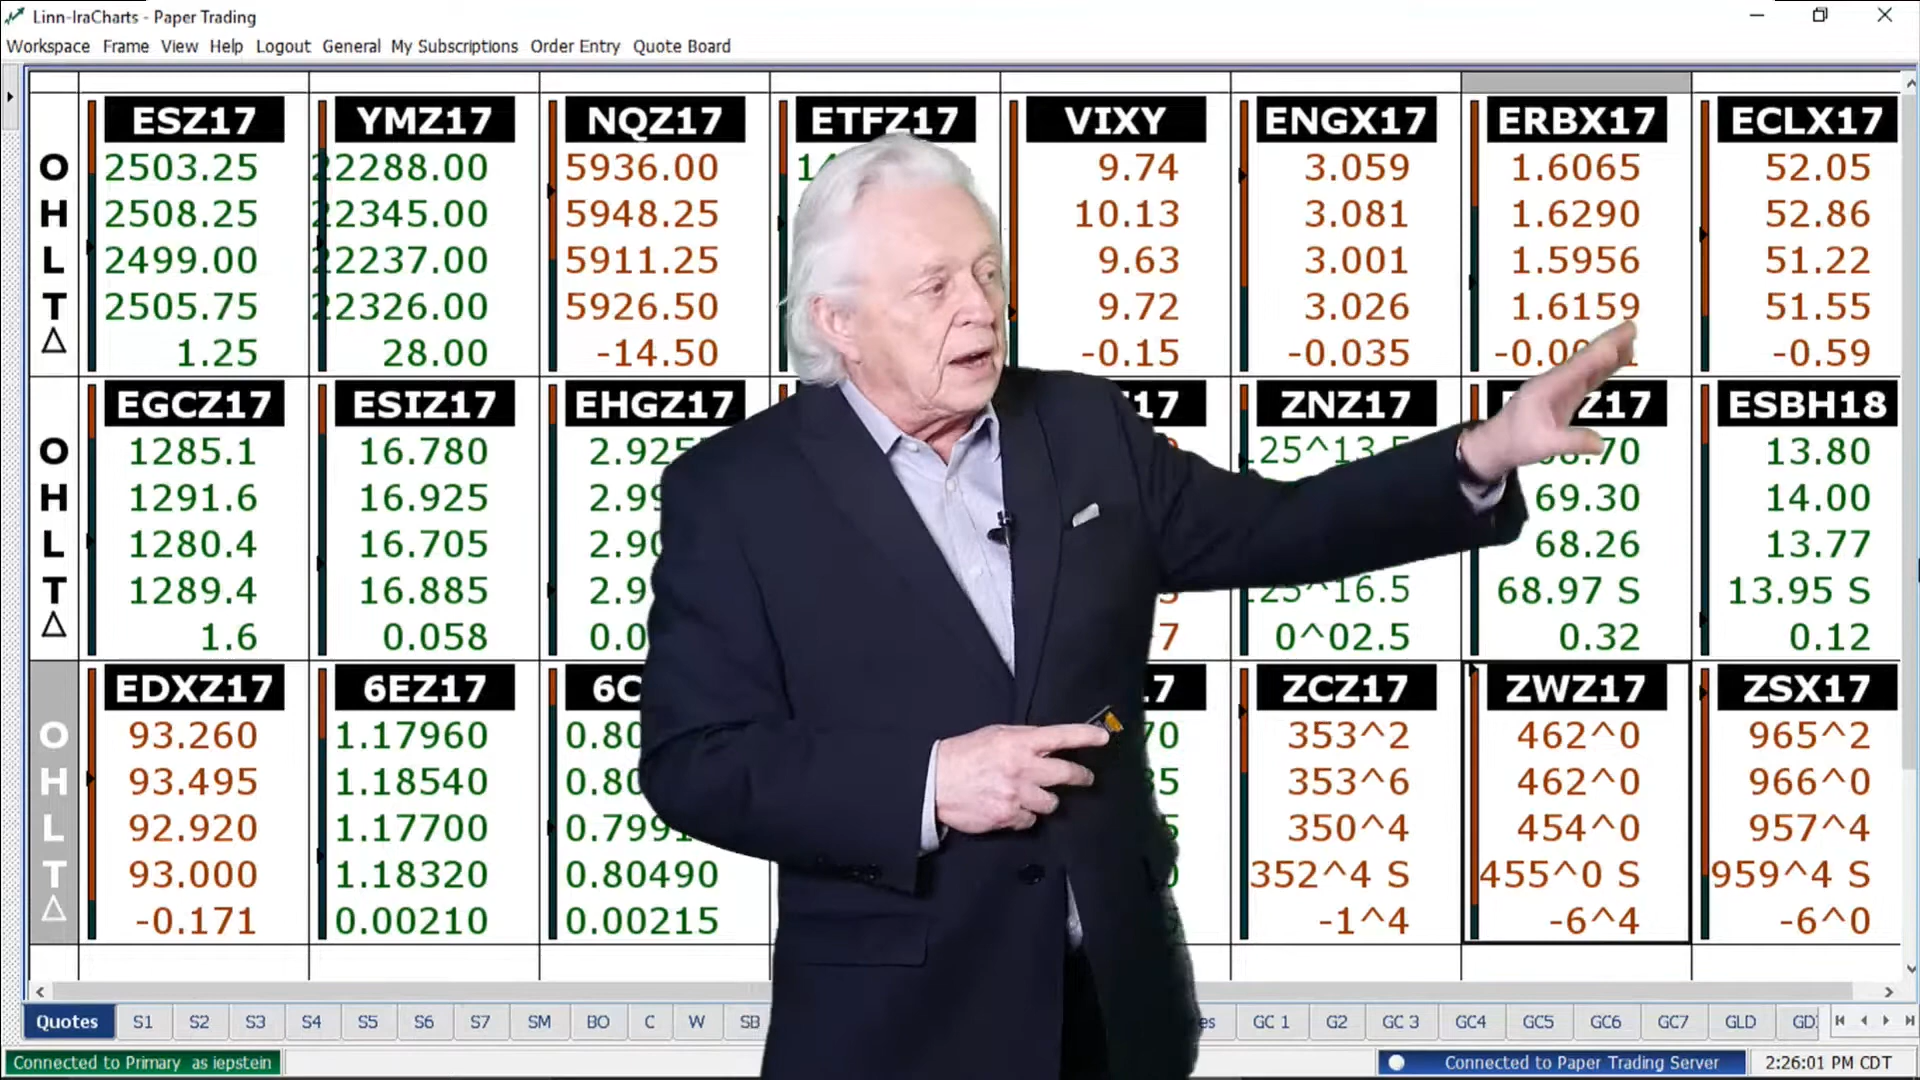 Linn-IraCharts - Paper Trading
Workspace Frame View Help Logout General My Subscriptions Order Entry Quote Board
ESZ17 YMZ17 NQZ17 ETFZ17 VIXY ENGX17 ERBX17 ECLX17
O 2503.25 22288.00 5936.00 9.74 3.059 1.6065 52.05
H 2508.25 22345.00 5948.25 10.13 3.081 1.6290 52.86
L 2499.00 22237.00 5911.25 9.63 3.001 1.5956 51.22
T 2505.75 22326.00 5926.50 9.72 3.026 1.6159 51.55
Δ 1.25 28.00 -14.50 -0.15 -0.035 -0.59
EGCZ17 ESIZ17 EHGZ17 ZNZ17 ESBH18
O 1285.1 16.780 13.80
H 1291.6 16.925 69.30 14.00
L 1280.4 16.705 68.26 13.77
T 1289.4 16.885 68.97 S 13.95 S
Δ 1.6 0.058 0^02.5 0.32 0.12
EDXZ17 6EZ17 ZCZ17 ZWZ17 ZSX17
O 93.260 1.17960 353^2 462^0 965^2
H 93.495 1.18540 353^6 462^0 966^0
L 92.920 1.17700 350^4 454^0 957^4
T 93.000 1.18320 0.80490 352^4 S 455^0 S 959^4 S
Δ -0.171 0.00210 0.00215 -1^4 -6^4 -6^0
Quotes S1 S2 S3 S4 S5 S6 S7 SM BO C W SB GC 1 G2 GC 3 GC4 GC5 GC6 GC7 GLD
Connected to Primary as iepstein Connected to Paper Trading Server 2:26:01 PM CDT